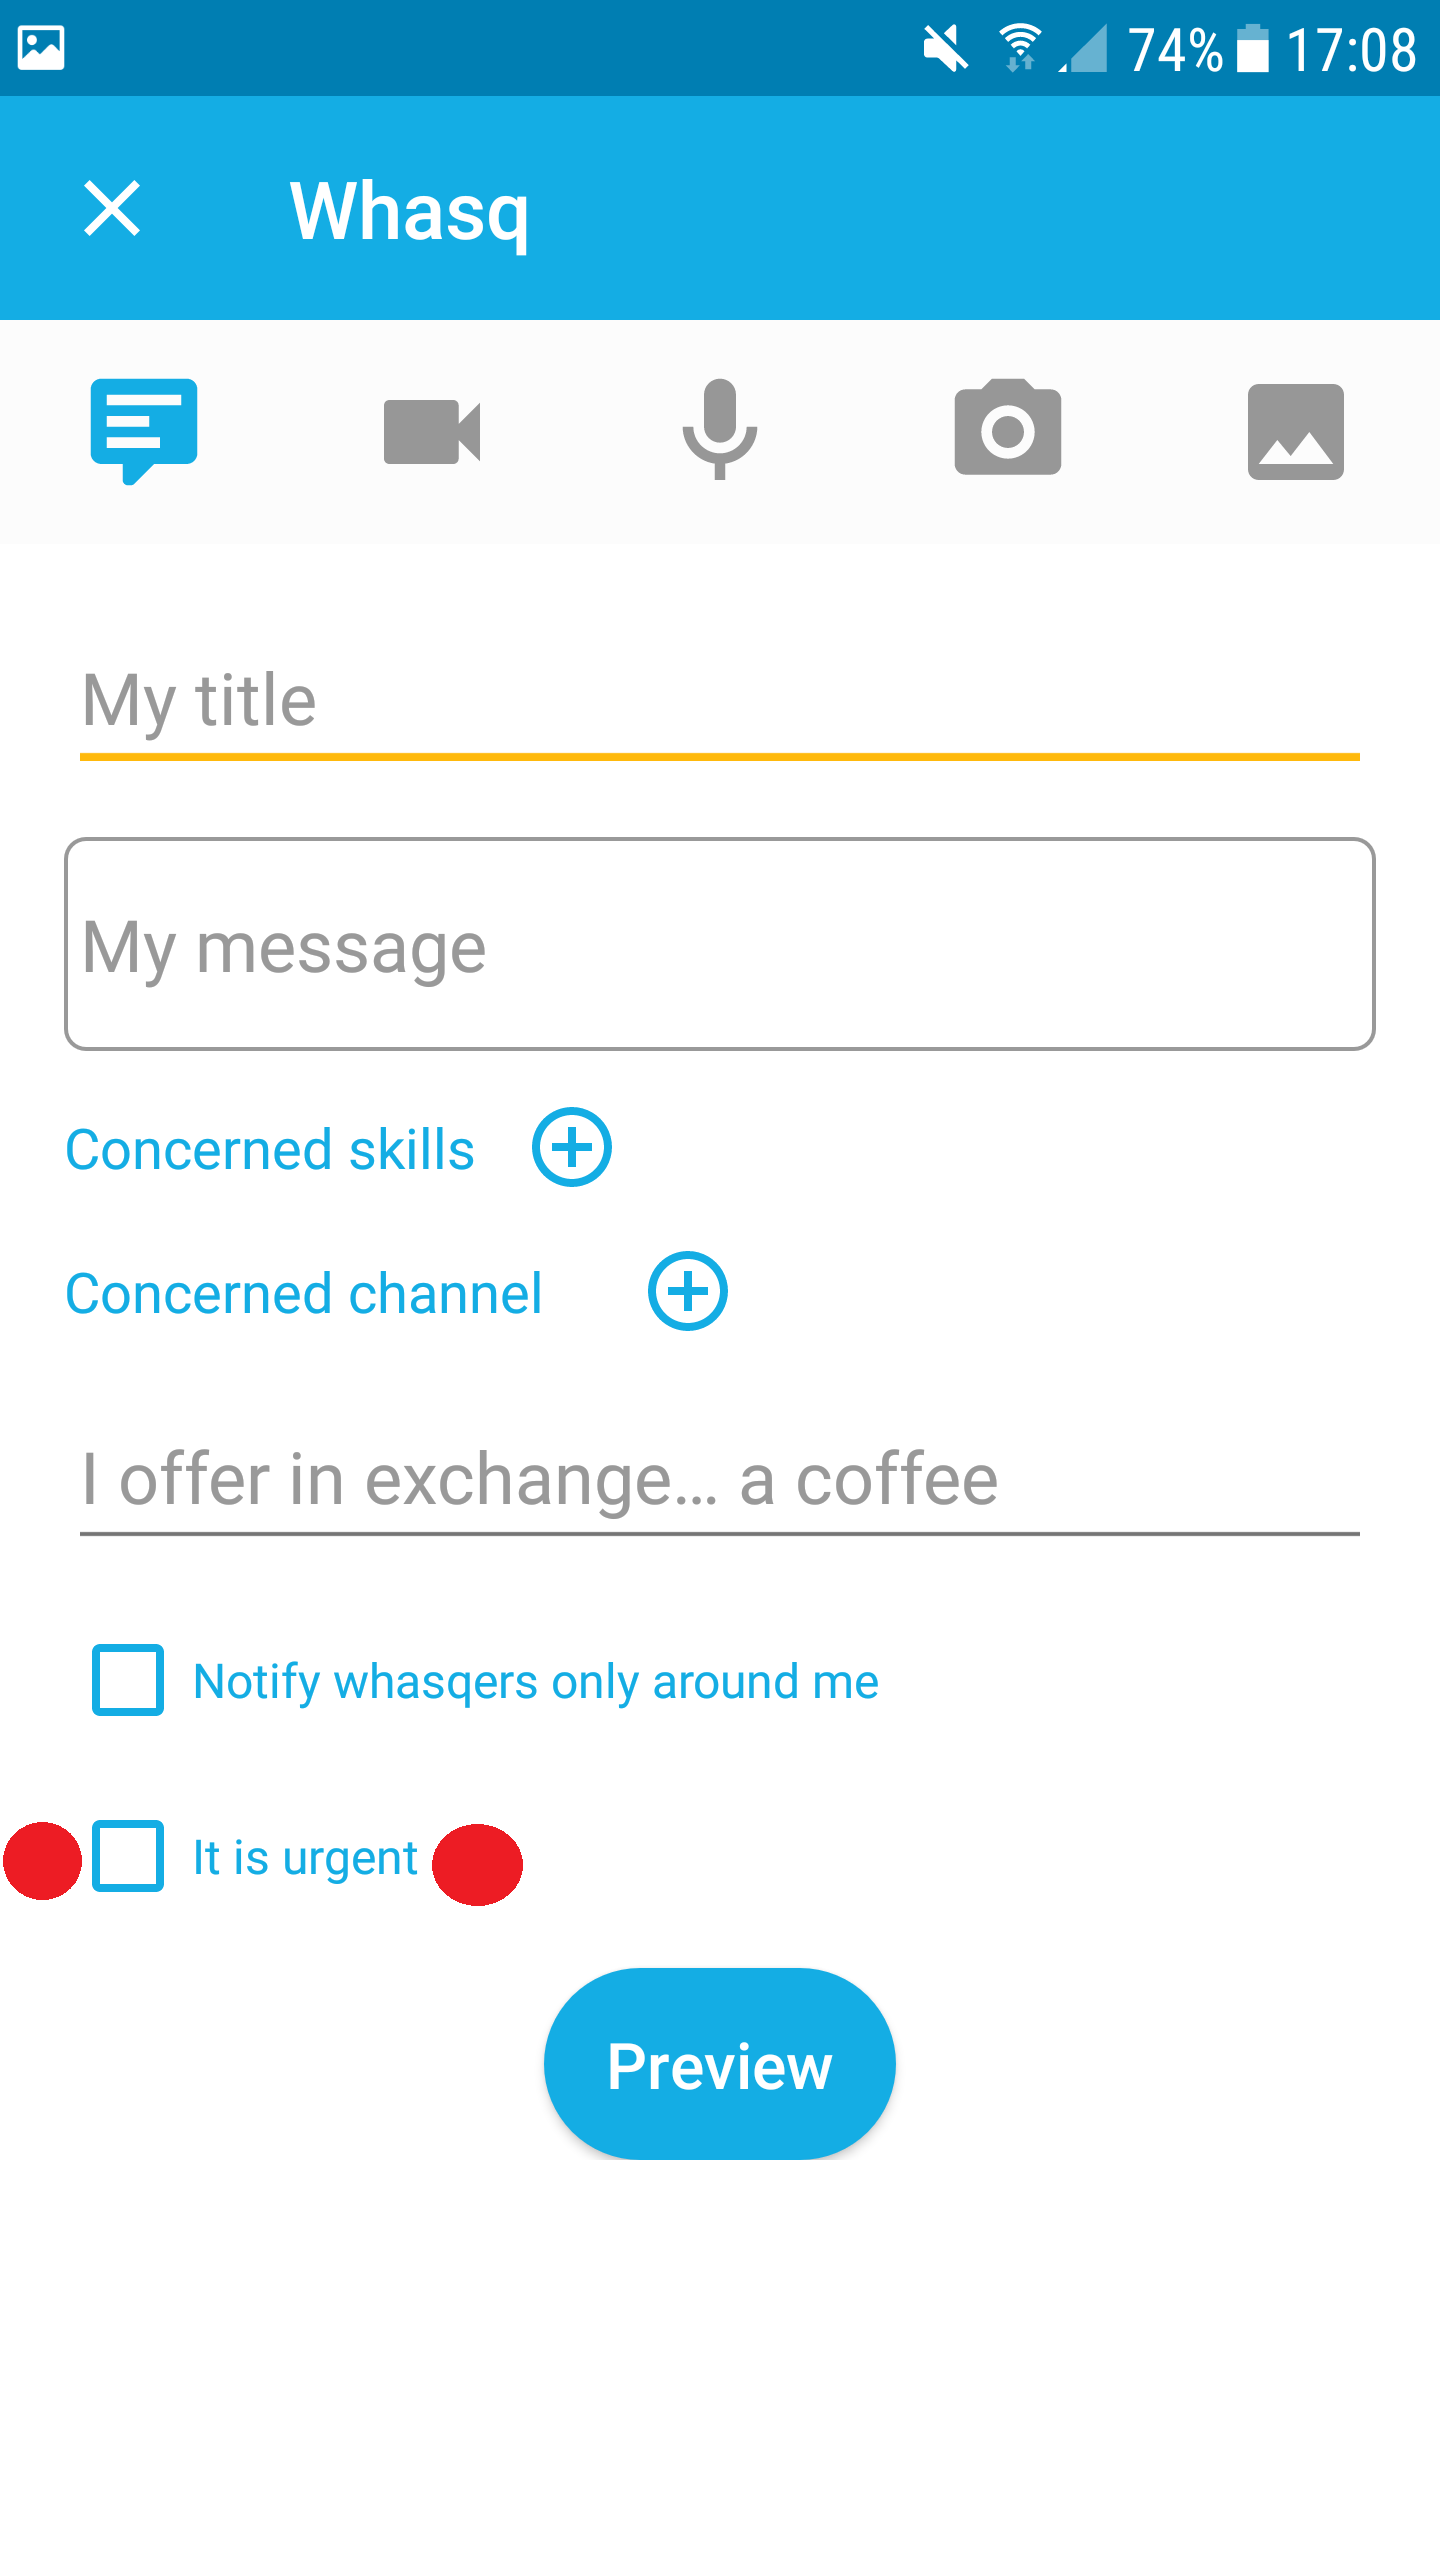 74% 17:08
Whasq
My title
My message
Concerned skills
Concerned channel
I offer in exchange... a coffee
Notify whasqers only around me
It is urgent
Preview